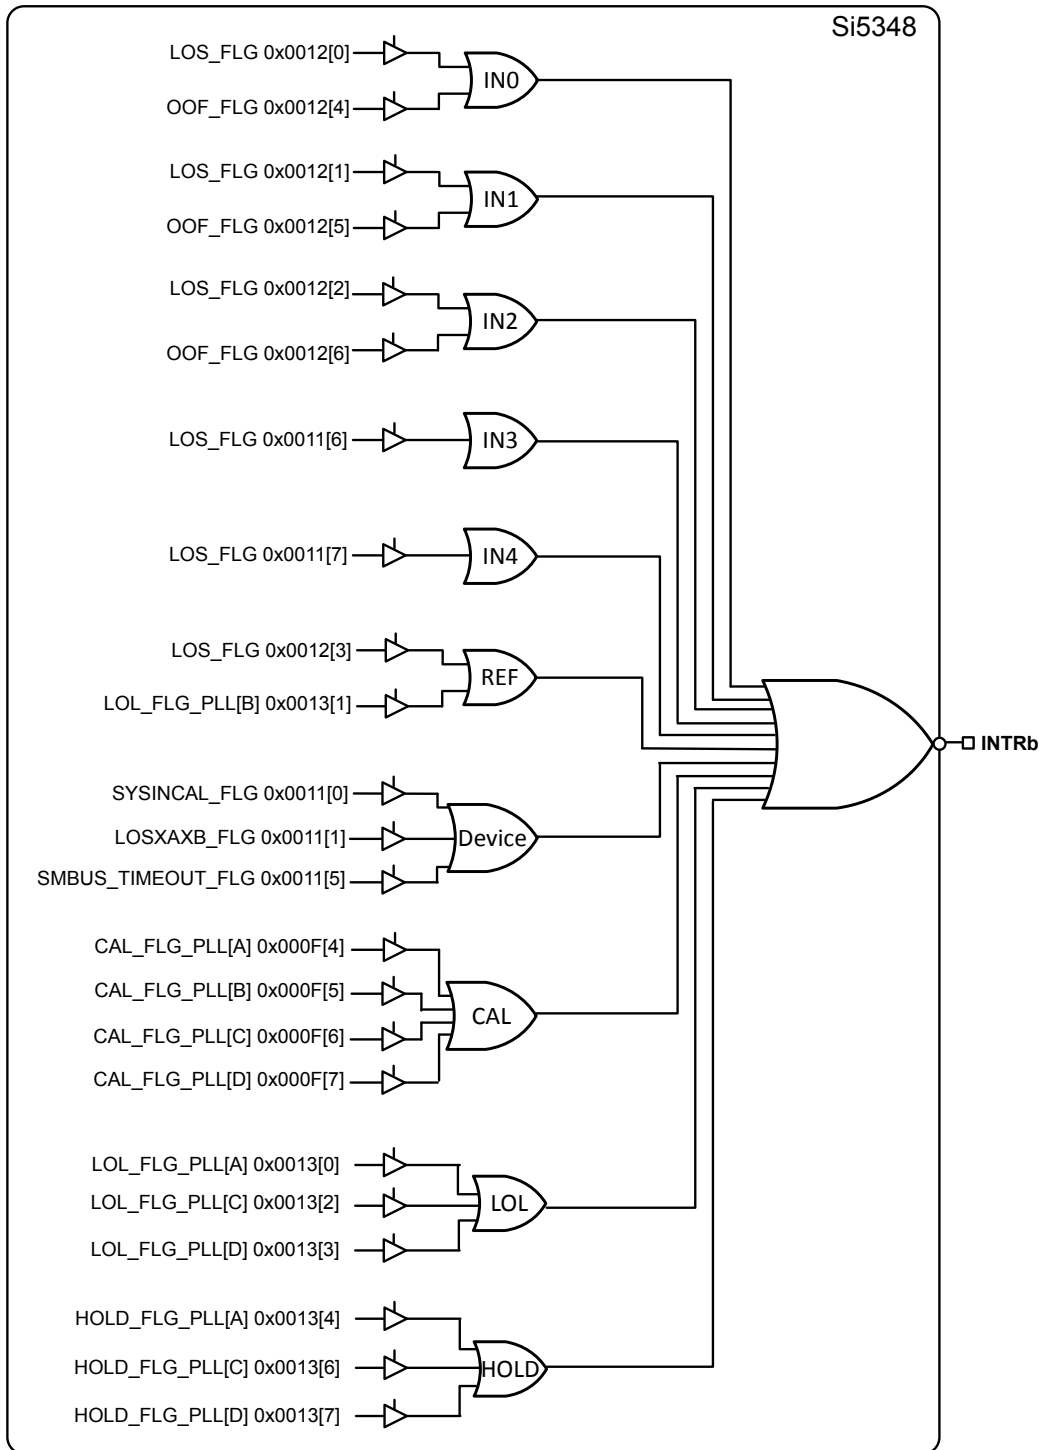 Si5348
LOS_FLG 0x0012[0]
IN0
OOF_FLG 0x0012[4]
LOS_FLG 0x0012[1]
IN1
OOF_FLG 0x0012[5]
LOS_FLG 0x0012[2]
IN2
OOF_FLG 0x0012[6]
LOS_FLG 0x0011[6]
IN3
LOS_FLG 0x0011[7]
IN4
LOS_FLG 0x0012[3]
REF
LOL_FLG_PLL[B] 0x0013[1]
INTRb
SYSINCAL_FLG 0x0011[0]
LOSXAXB_FLG 0x0011[1]
Device
SMBUS_TIMEOUT_FLG 0x0011[5]
CAL_FLG_PLL[A] 0x000F[4]
CAL_FLG_PLL[B] 0x000F[5]
CAL
CAL_FLG_PLL[C] 0x000F[6]
CAL_FLG_PLL[D] 0x000F[7]
LOL_FLG_PLL[A] 0x0013[0]
LOL_FLG_PLL[C] 0x0013[2]
LOL
LOL_FLG_PLL[D] 0x0013[3]
HOLD_FLG_PLL[A] 0x0013[4]
HOLD_FLG_PLL[C] 0x0013[6]
HOLD
HOLD_FLG_PLL[D] 0x0013[7]